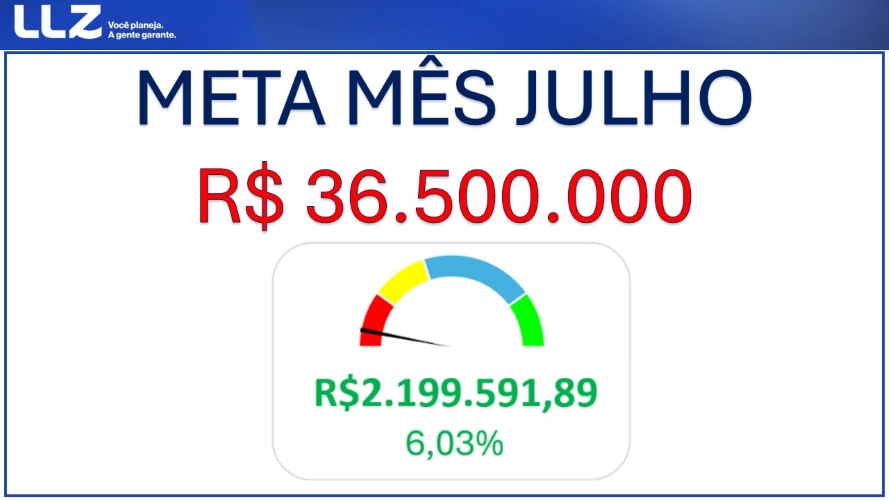 LLZ
Você planeja.
A gente garante.
META MÊS JULHO
R$ 36.500.000
R$2.199.591,89
6,03%